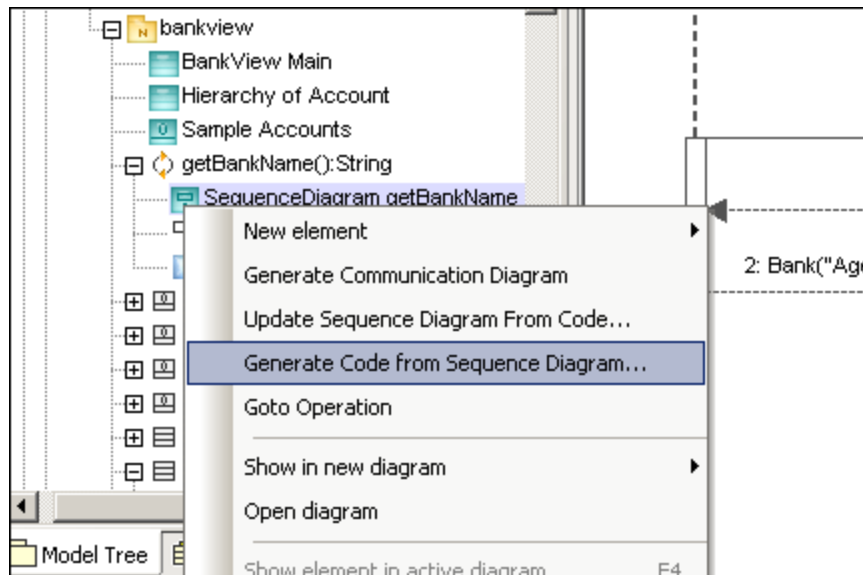 bankview
BankView Main
Hierarchy of Account
Sample Accounts
getBankName():String
SequenceDiagram getBankName
New element
Generate Communication Diagram
2: Bank("Age
Update Sequence Diagram From Code...
Generate Code from Sequence Diagram...
Goto Operation
Show in new diagram
Open diagram
Model Tree
Show element in active diagram F4